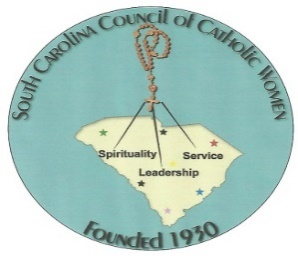 South Carolina Council of Catholic Women
Spirituality
Service
Leadership
Founded 1930